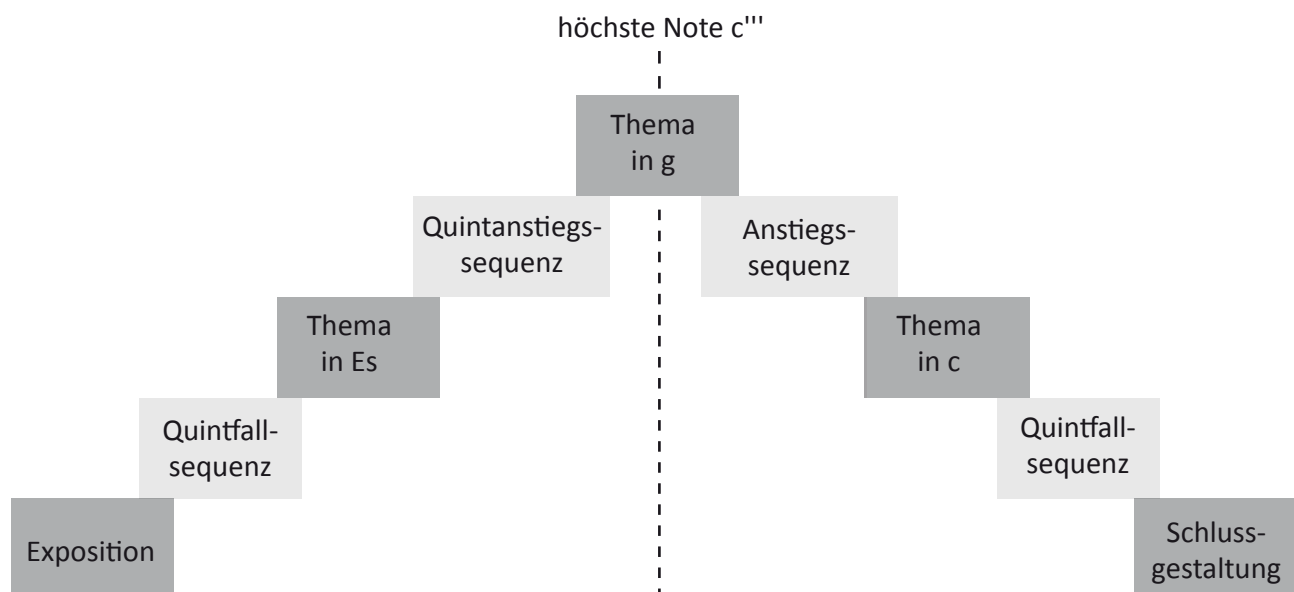 höchste Note c'''
Thema
in g
Quintanstiegs-
sequenz
Anstiegs-
sequenz
Thema
in Es
Thema
in c
Quintfall-
sequenz
Quintfall-
sequenz
Exposition
Schluss-
gestaltung